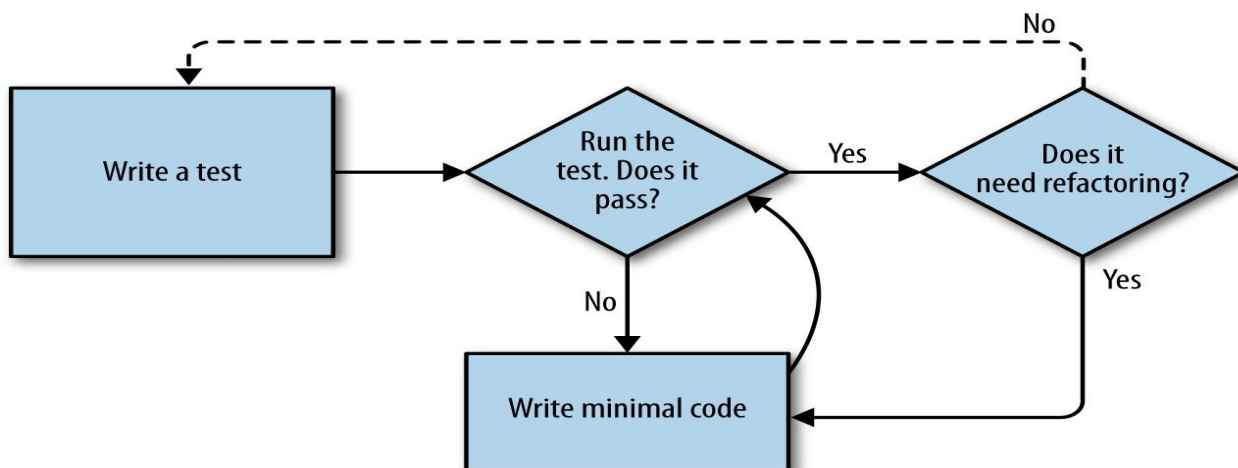 No
Write a test
Run the
test. Does it
pass?
Yes
Does it
need refactoring?
No
Yes
Write minimal code